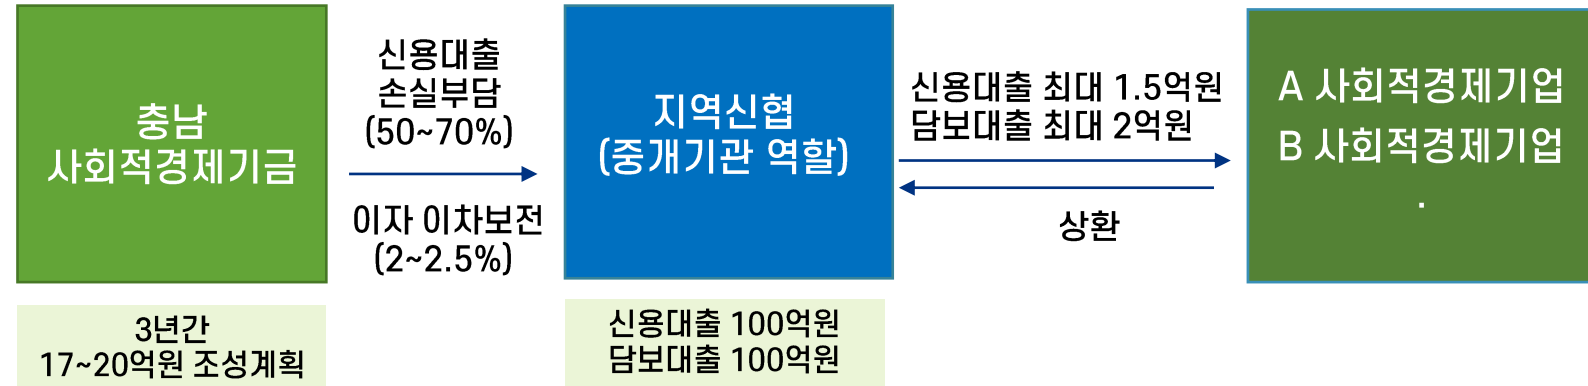 충남
사회적경제기금
3년간
17~20억원 조성계획
신용대출
손실부담
(50~70%)
이자 이차보전
(2~2.5%)
지역신협
(중개기관 역할)
신용대출 100억원
담보대출 100억원
신용대출 최대 1.5억원
담보대출 최대 2억원
상환
A 사회적경제기업
B 사회적경제기업
.